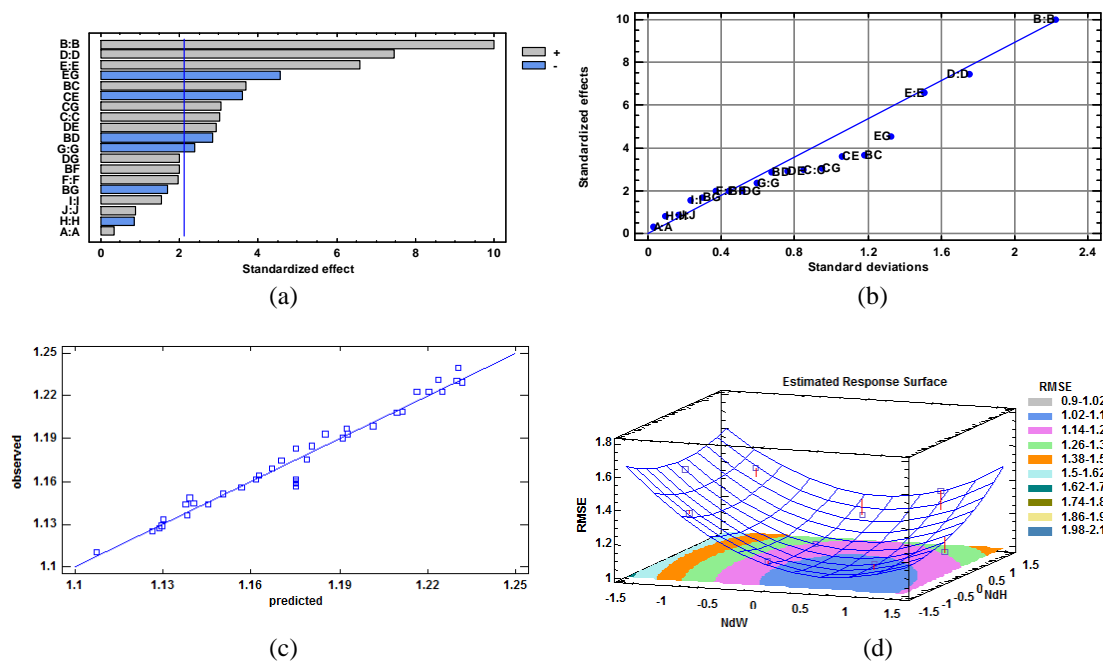 B:B
D:D
E:E
EG
BC
CE
CG
C:C
DE
BD
G:G
DG
BF
F:F
BG
I:I
J:J
H:H
A:A
0 2 4 6 8 10
Standardized effect
+
-
(a)
Standardized effects
10
8
6
4
2
0
B:B
D:D
EG
CE
BC
CG
G:G
BG
A:A
0 0.4 0.8 1.2 1.6 2 2.4
Standard deviations
(b)
observed
1.25
1.22
1.19
1.16
1.13
1.1
1.1 1.13 1.16 1.19 1.22 1.25
predicted
(c)
Estimated Response Surface
RMSE
1.8
1.6
1.4
1.2
1
-1.5 -1 -0.5 0 0.5 1 1.5
NdW
-1.5 -1 -0.5 0 0.5 1 1.5
NdH
RMSE
0.9-1.02
1.02-1.1
1.14-1.2
1.26-1.3
1.38-1.5
1.5-1.62
1.62-1.7
1.74-1.8
1.86-1.9
1.98-2.1
(d)